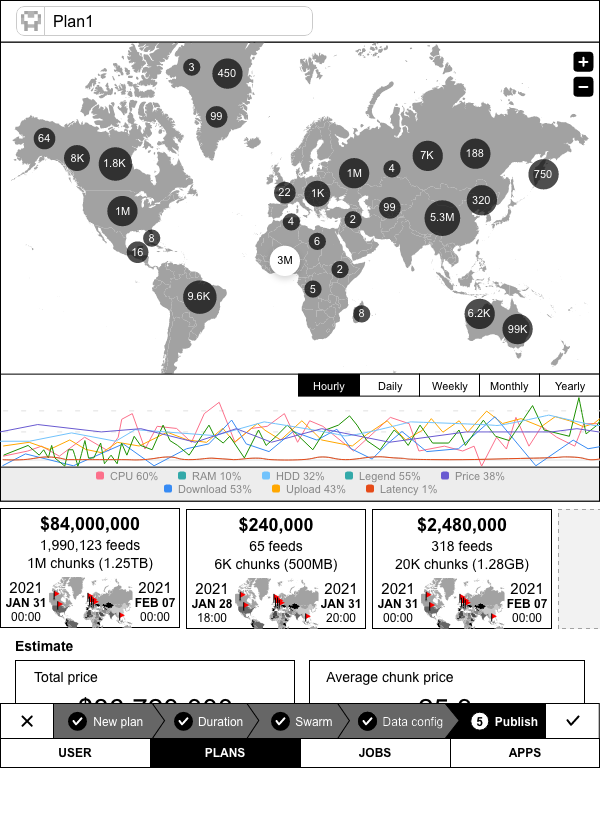 Plan1
3
450
99
64
8K
1.8K
1M
8
16
9.6K
1M
4
7K
188
750
22
1K
99
5.3M
320
4
2
6
3M
2
5
8
6.2K
99K
+
−
Hourly Daily Weekly Monthly Yearly
CPU 60% RAM 10% HDD 32% Legend 55% Price 38%
Download 53% Upload 43% Latency 1%
$84,000,000
1,990,123 feeds
1M chunks (1.25TB)
2021
JAN 31
00:00
2021
FEB 07
00:00
$240,000
65 feeds
6K chunks (500MB)
2021
JAN 28
18:00
2021
JAN 31
20:00
$2,480,000
318 feeds
20K chunks (1.28GB)
2021
JAN 31
00:00
2021
FEB 07
00:00
Estimate
Total price
Average chunk price
New plan Duration Swarm Data config 5 Publish
USER PLANS JOBS APPS